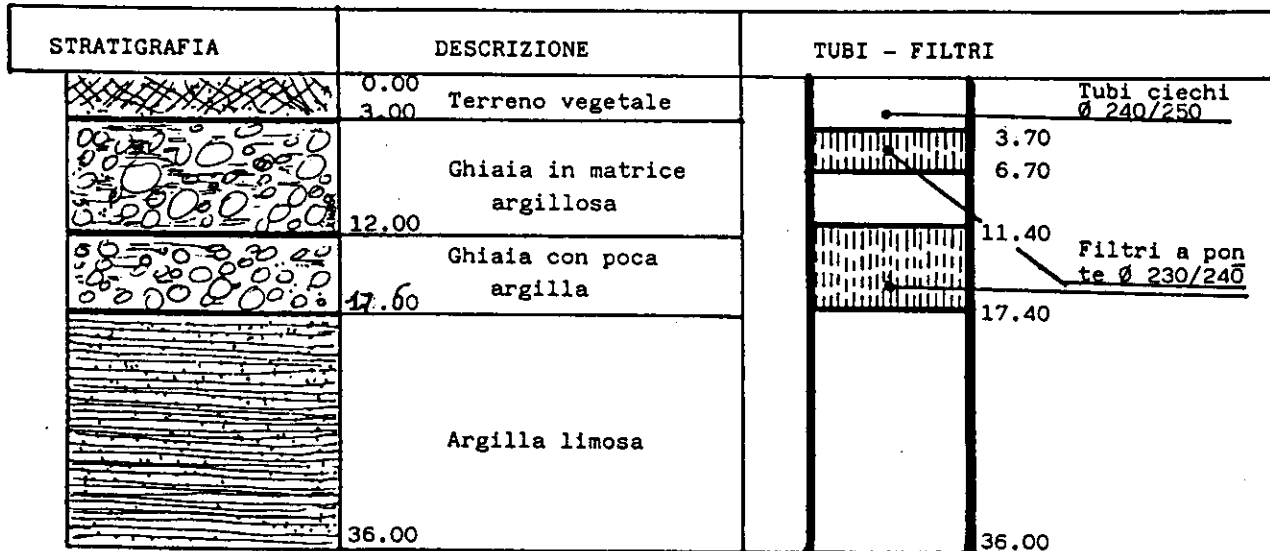 STRATIGRAFIA DESCRIZIONE TUBI - FILTRI
0.00
3.00
Terreno vegetale
Ghiaia in matrice
argillosa
12.00
Ghiaia con poca
argilla
17.60
Argilla limosa
36.00
Tubi ciechi
Ø 240/250
3.70
6.70
11.40
Filtri a pon
te Ø 230/240
17.40
36.00